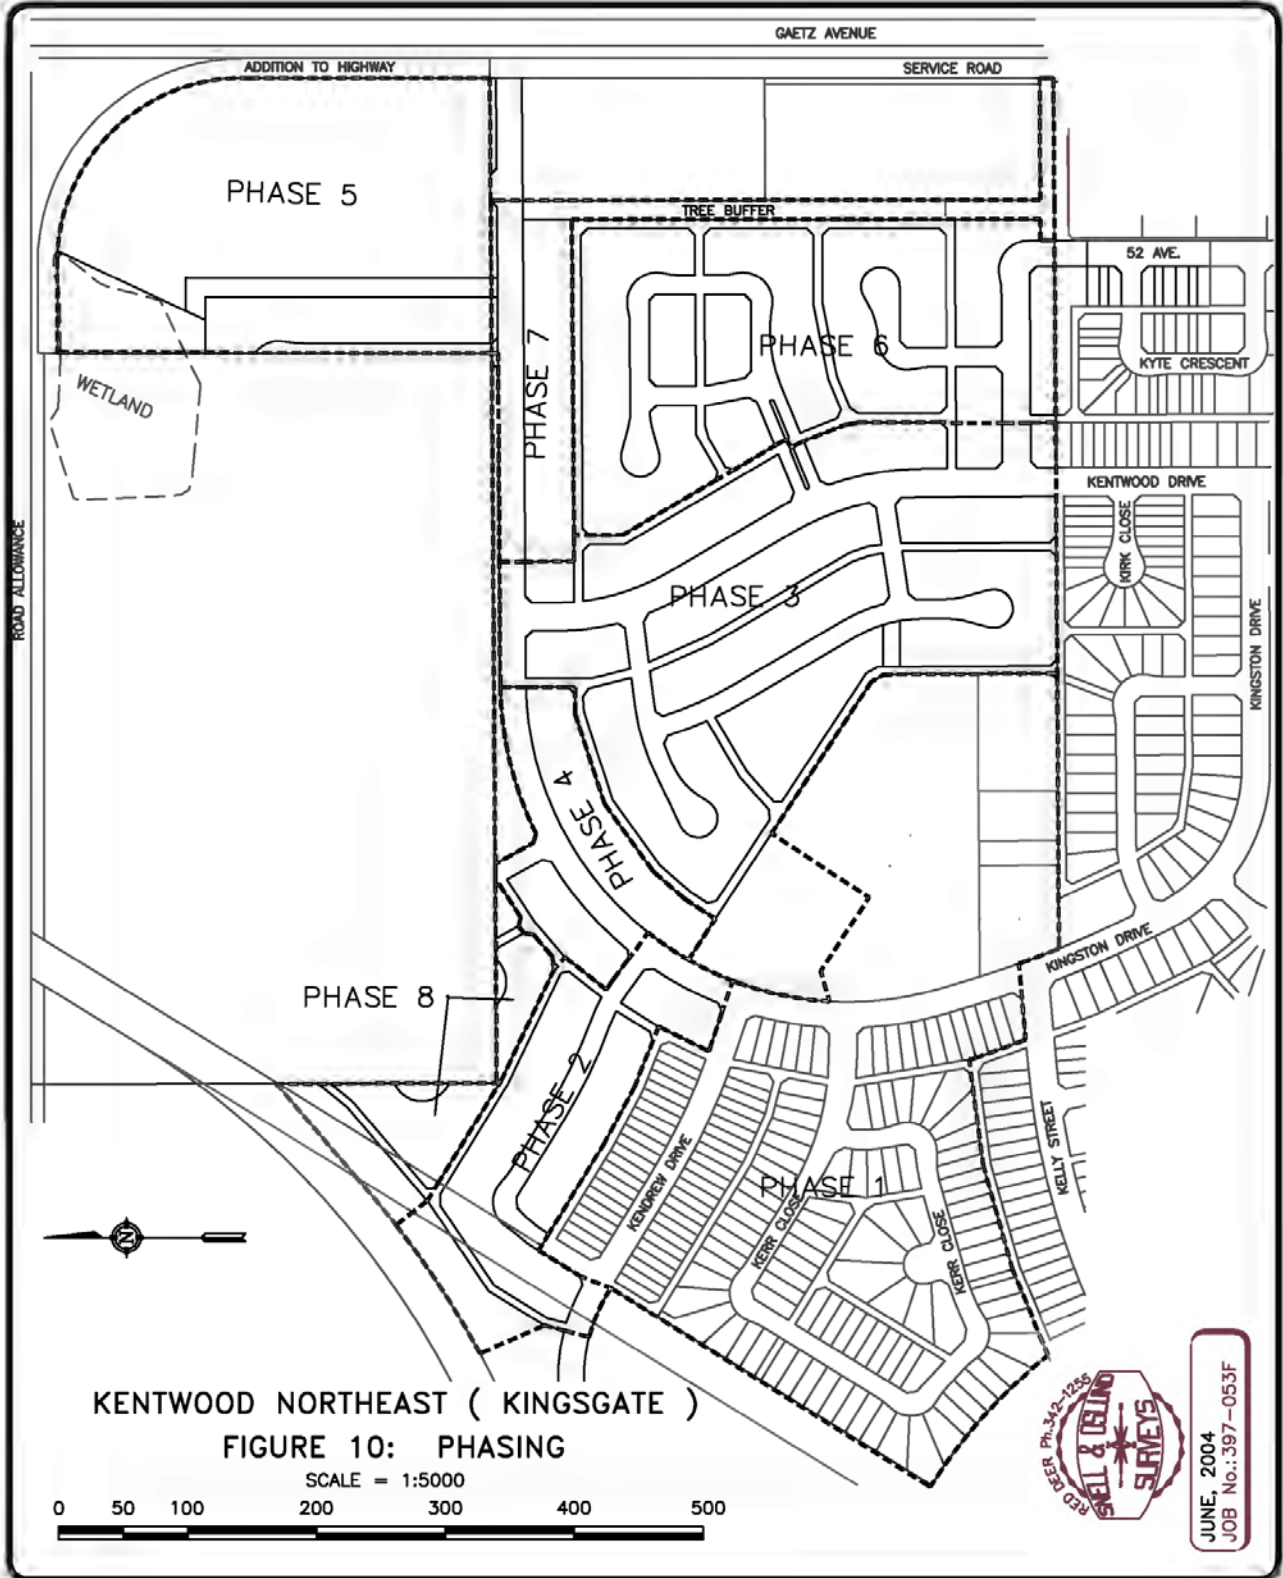 GAETZ AVENUE
ADDITION TO HIGHWAY
SERVICE ROAD
PHASE 5
TREE BUFFER
52 AVE.
PHASE 7
PHASE 6
KYTE CRESCENT
WETLAND
KENTWOOD DRIVE
KIRK CLOSE
ROAD ALLOWANCE
PHASE 3
KINGSTON DRIVE
PHASE 4
KINGSTON DRIVE
PHASE 8
PHASE 2
KELLY STREET
KENDREW DRIVE
PHASE 1
KERR CLOSE
KERR CLOSE
N
KENTWOOD NORTHEAST ( KINGSGATE )
FIGURE 10: PHASING
SCALE = 1:5000
0 50 100 200 300 400 500
RED DEER Ph.342-1255
SNELL & OSLUND
SURVEYS
JUNE, 2004
JOB No.: 397-053F